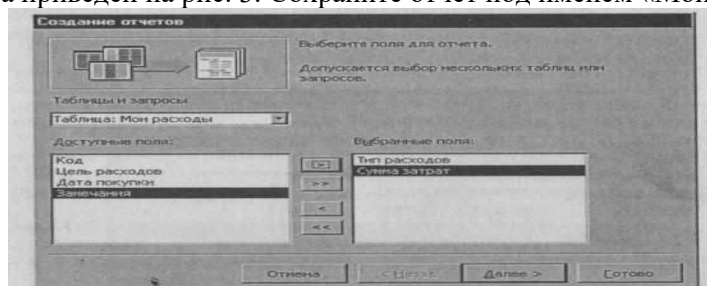 а приведен на рис. 3. Сохраните отчет под именем «Мои
Создание отчетов
Выберите поля для отчета.
Допускается выбор нескольких таблиц или
запросов.
Таблицы и запросы
Таблица: Мои расходы
Доступные поля:
Выбранные поля:
Код
Цель расходов
Дата покупки
Замечания
>
>>
<
<<
Тип расходов
Сумма затрат
Отмена
< Назад
Далее >
Готово